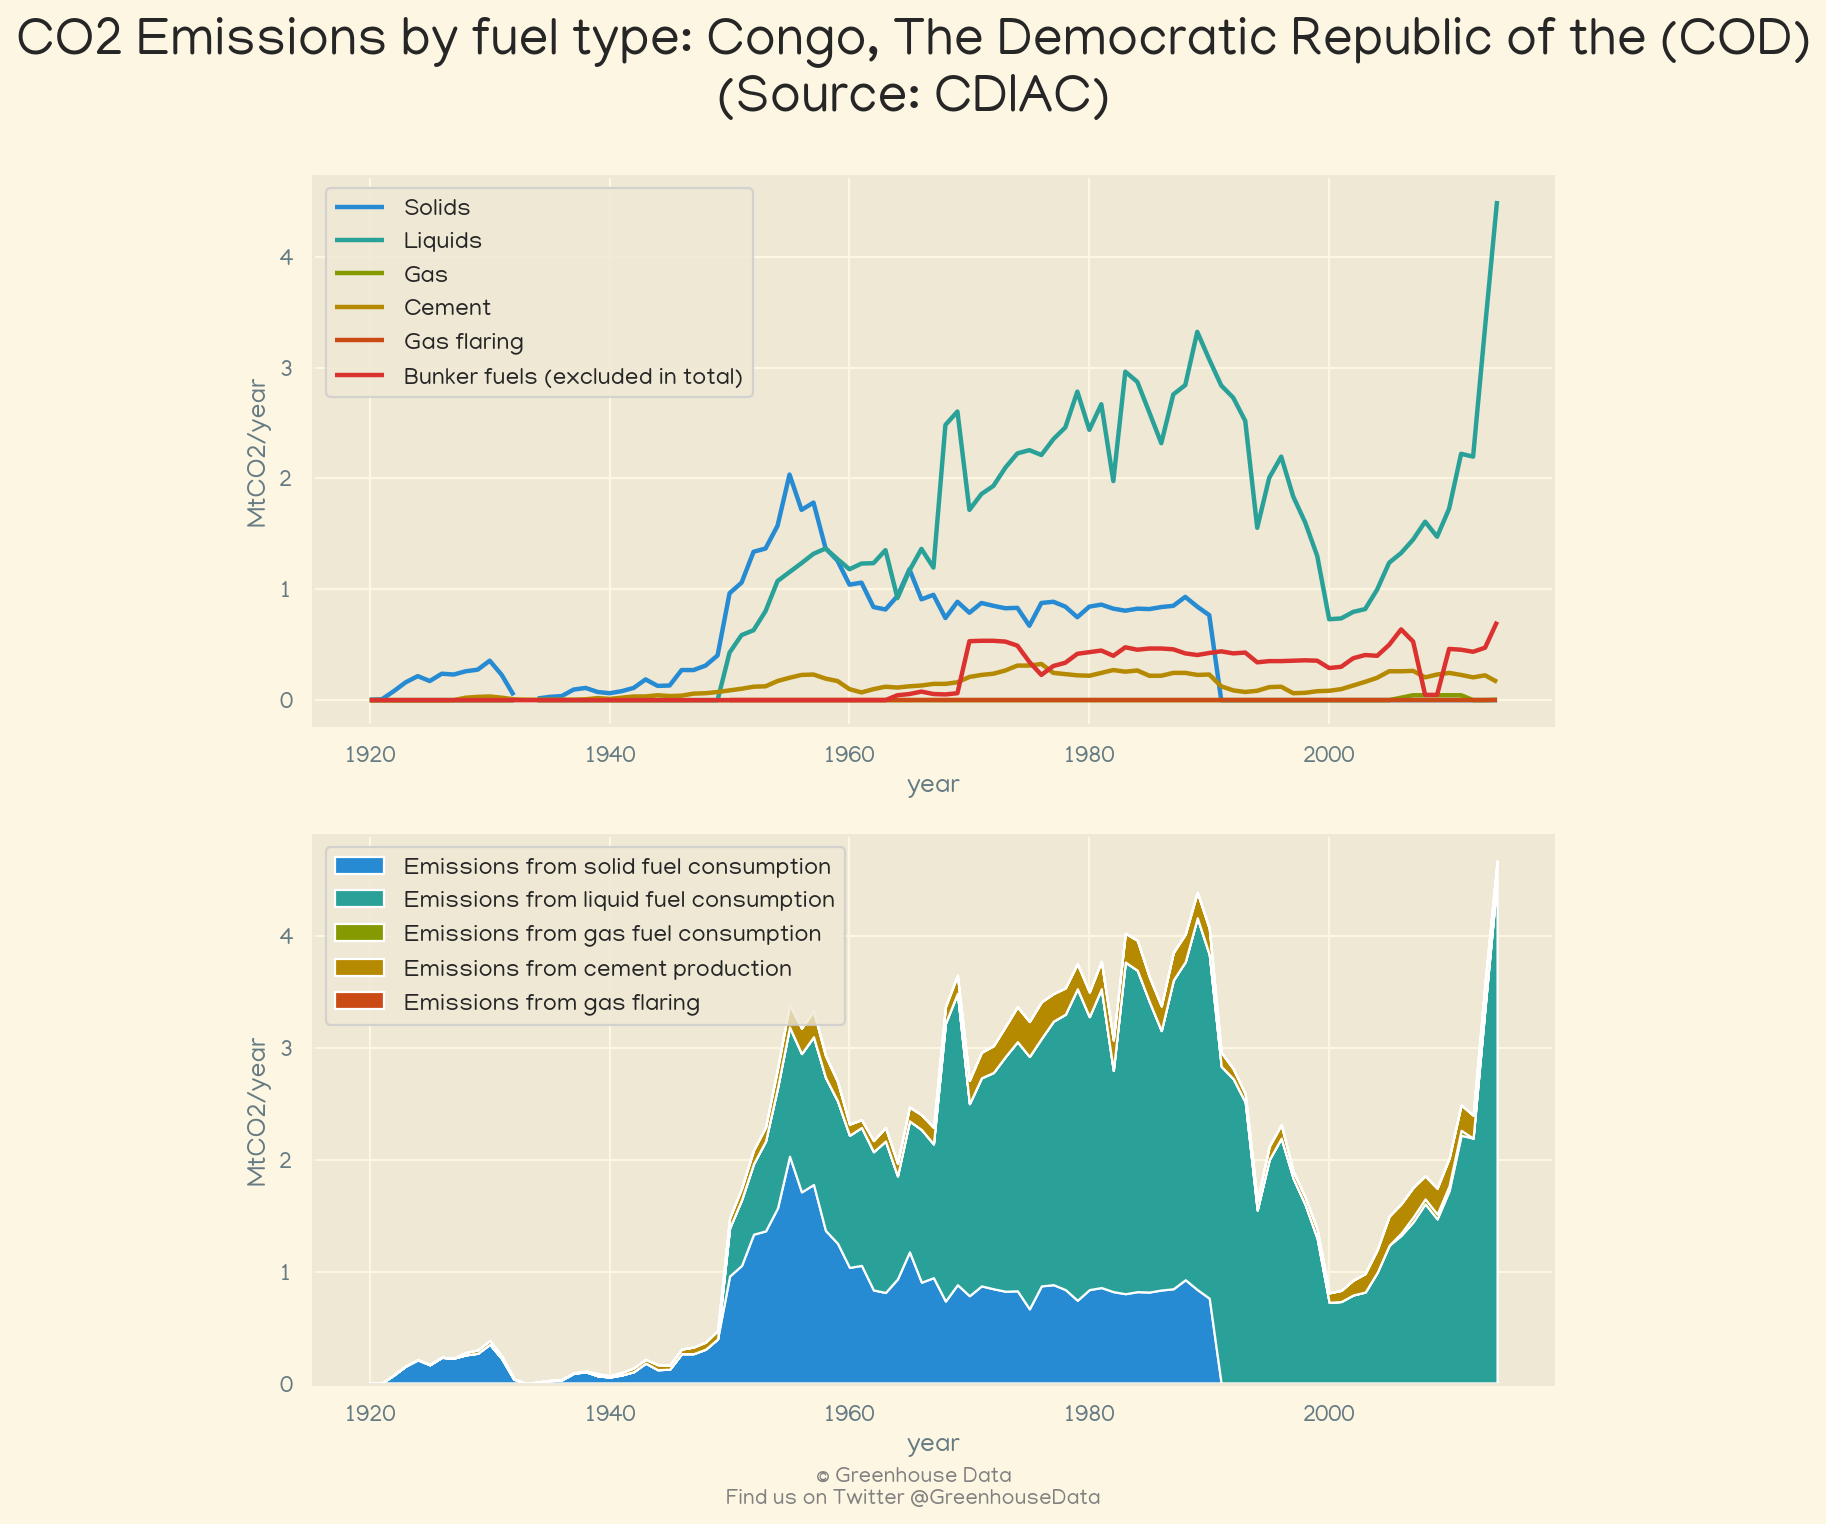 CO2 Emissions by fuel type: Congo, The Democratic Republic of the (COD)
(Source: CDIAC)
Solids
Liquids
Gas
Cement
Gas flaring
Bunker fuels (excluded in total)
MtCO2/year
4
3
2
1
0
1920 1940 1960 1980 2000
year
Emissions from solid fuel consumption
Emissions from liquid fuel consumption
Emissions from gas fuel consumption
Emissions from cement production
Emissions from gas flaring
MtCO2/year
4
3
2
1
0
1920 1940 1960 1980 2000
year
© Greenhouse Data
Find us on Twitter @GreenhouseData